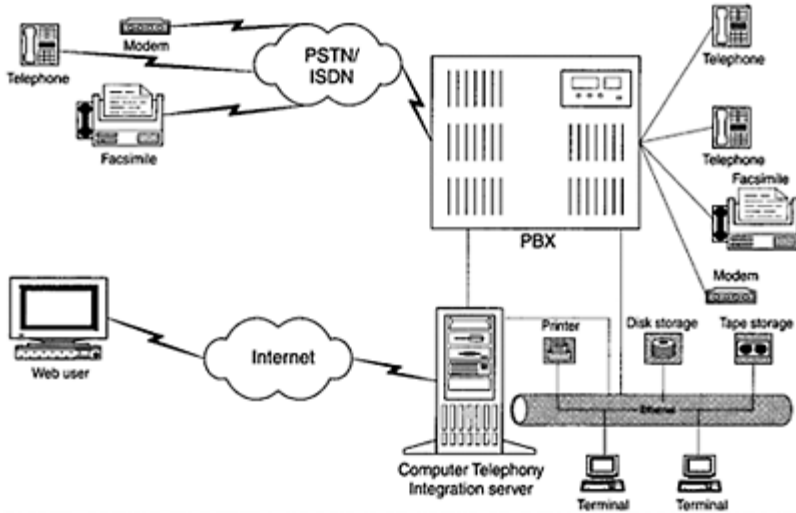 Telephone
Modem
PSTN/
ISDN
Facsimile
PBX
Telephone
Telephone
Facsimile
Modem
Web user
Internet
Computer Telephony
Integration server
Printer
Disk storage
Tape storage
Ethernet
Terminal
Terminal